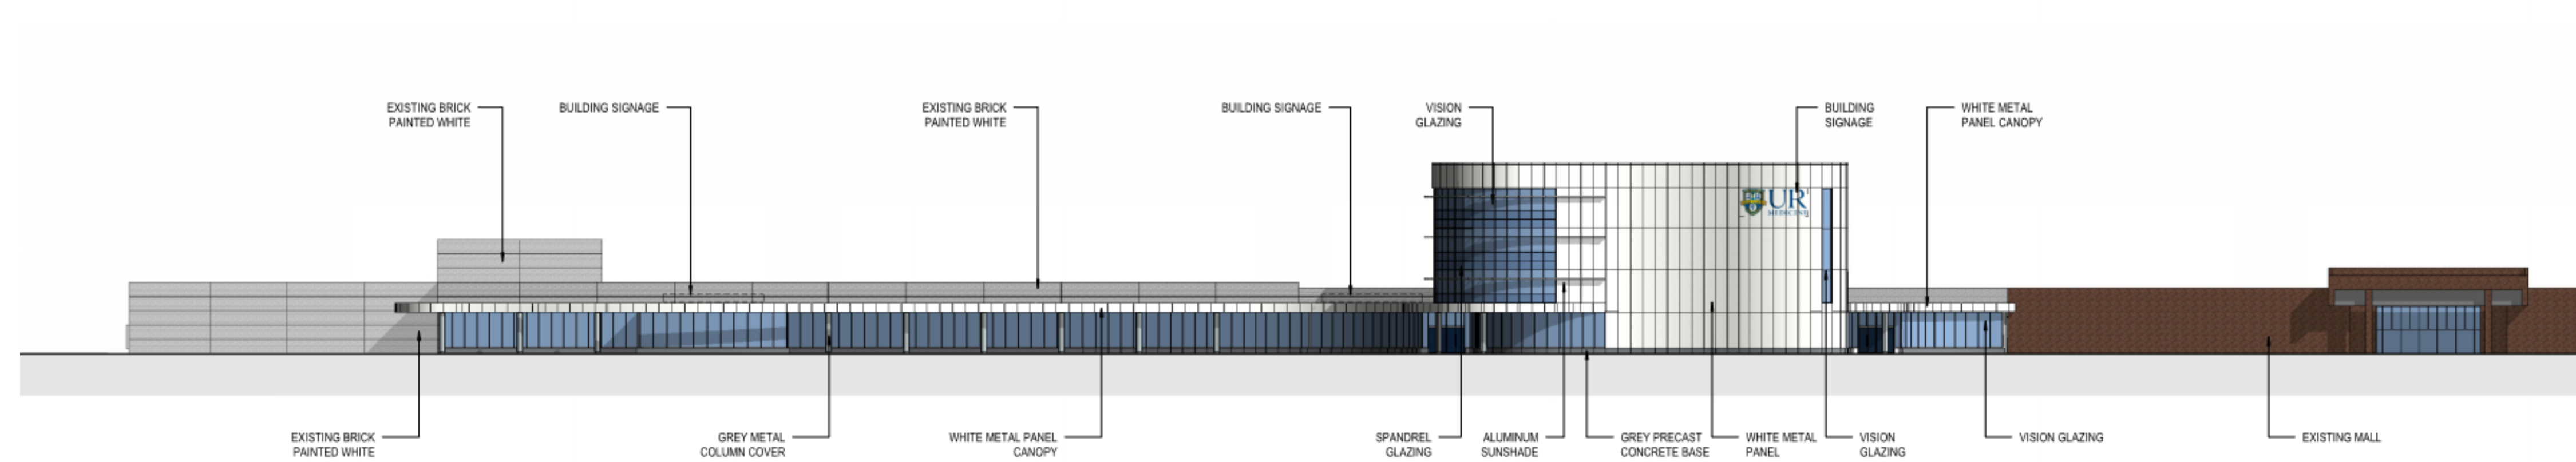 EXISTING BRICK
PAINTED WHITE
BUILDING SIGNAGE
EXISTING BRICK
PAINTED WHITE
BUILDING SIGNAGE
VISION
GLAZING
BUILDING
SIGNAGE
WHITE METAL
PANEL CANOPY
UR
MEDICINE
EXISTING BRICK
PAINTED WHITE
GREY METAL
COLUMN COVER
WHITE METAL PANEL
CANOPY
SPANDREL
GLAZING
ALUMINUM
SUNSHADE
GREY PRECAST
CONCRETE BASE
WHITE METAL
PANEL
VISION
GLAZING
VISION GLAZING
EXISTING MALL